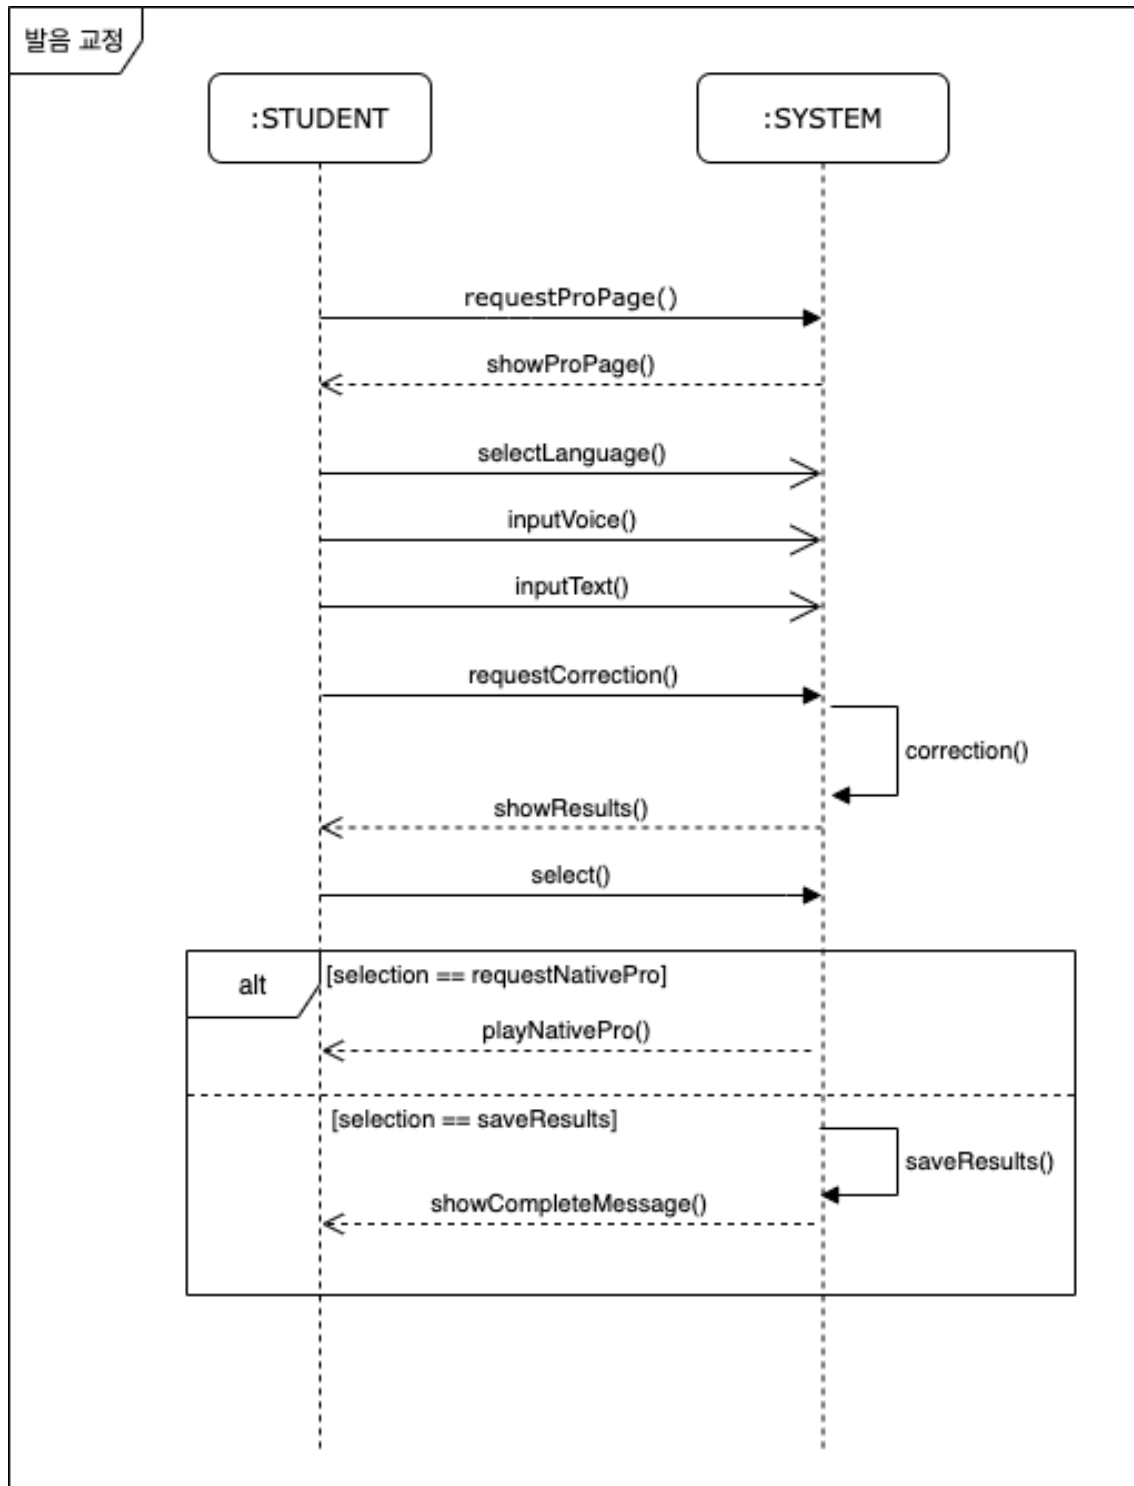 발음 교정
:STUDENT
:SYSTEM
requestProPage()
showProPage()
selectLanguage()
inputVoice()
inputText()
requestCorrection()
correction()
showResults()
select()
alt
[selection == requestNativePro]
playNativePro()
[selection == saveResults]
saveResults()
showCompleteMessage()